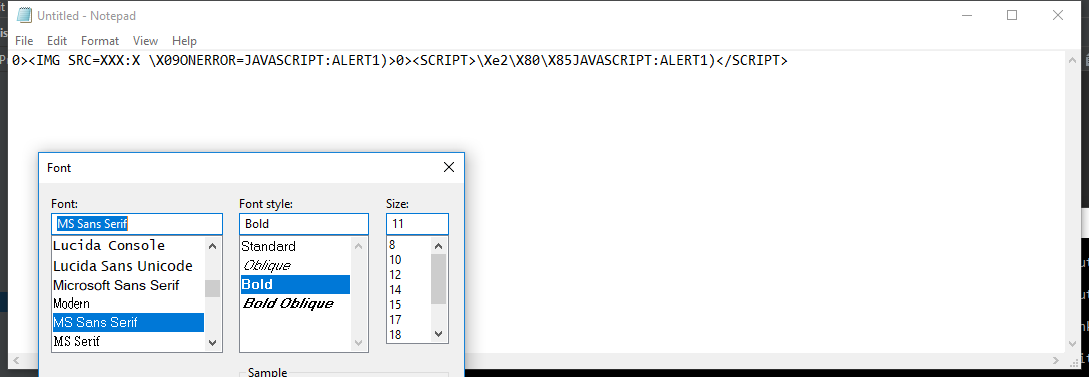 Untitled - Notepad
File Edit Format View Help
0><IMG SRC=XXX:X \X09ONERROR=JAVASCRIPT:ALERT1)>0><SCRIPT>\Xe2\X80\X85JAVASCRIPT:ALERT1)</SCRIPT>
Font
Font: Font style: Size:
MS Sans Serif Bold 11
Lucida Console Standard 8
Lucida Sans Unicode Oblique 10
Microsoft Sans Serif Bold 12
Modern Bold Oblique 14
MS Sans Serif 15
MS Serif 17
18
Sample